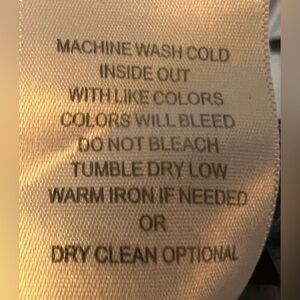 MACHINE WASH COLD
INSIDE OUT
WITH LIKE COLORS
COLORS WILL BLEED
DO NOT BLEACH
TUMBLE DRY LOW
WARM IRON IF NEEDED
OR
DRY CLEAN OPTIONAL